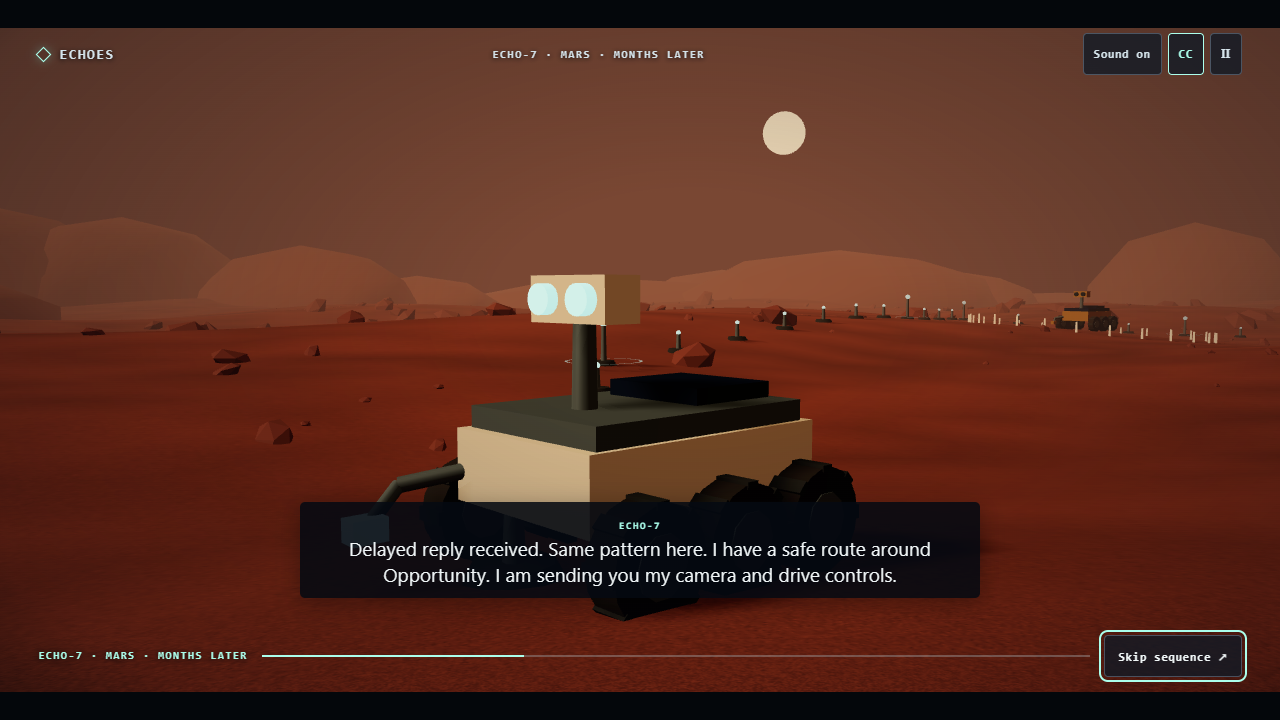 ECHOES
ECHO-7 · MARS · MONTHS LATER
Sound on
CC
II
ECHO-7
Delayed reply received. Same pattern here. I have a safe route around
Opportunity. I am sending you my camera and drive controls.
ECHO-7 · MARS · MONTHS LATER
Skip sequence ↗